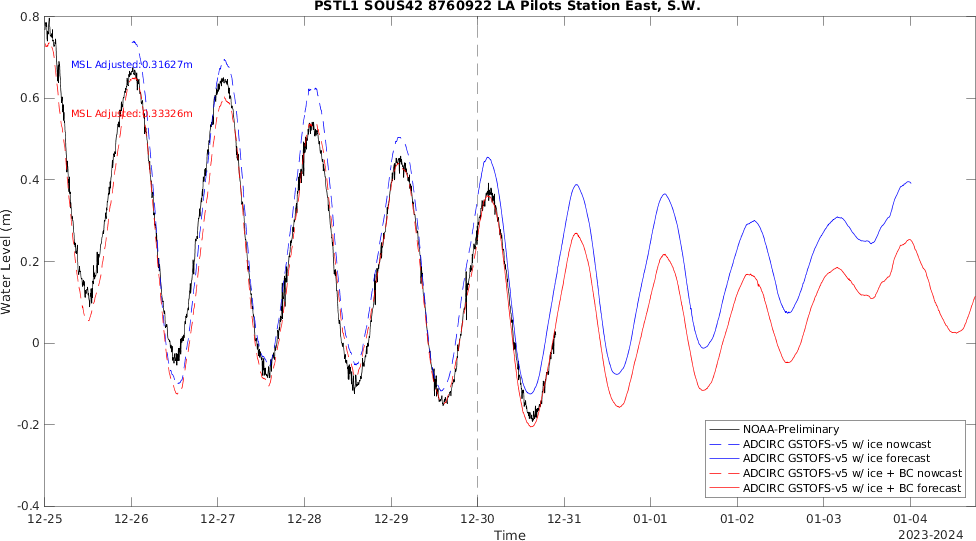 PSTL1 SOUS42 8760922 LA Pilots Station East, S.W.
MSL Adjusted:0.31627m
MSL Adjusted:0.33326m
Water Level (m)
0.8
0.6
0.4
0.2
0
-0.2
-0.4
12-25 12-26 12-27 12-28 12-29 12-30 12-31 01-01 01-02 01-03 01-04
Time
2023-2024
NOAA-Preliminary
ADCIRC GSTOFS-v5 w/ ice nowcast
ADCIRC GSTOFS-v5 w/ ice forecast
ADCIRC GSTOFS-v5 w/ ice + BC nowcast
ADCIRC GSTOFS-v5 w/ ice + BC forecast